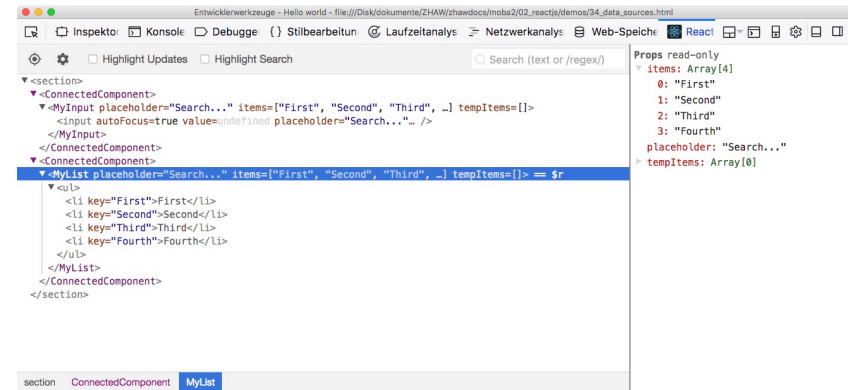 Entwicklerwerkzeuge - Hello world - file:///Disk/dokumente/ZHAW/zhawdocs/moba2/02_reactjs/demos/34_data_sources.html
Inspektor Konsole Debugge {} Stilbearbeitun Laufzeitanalys Netzwerkanalys Web-Speiche React
Highlight Updates Highlight Search Search (text or /regex/)
▼<section>
▼<ConnectedComponent>
▼<MyInput placeholder="Search..." items=["First", "Second", "Third", …] tempItems=[]>
<input autoFocus=true value=undefined placeholder="Search..."… />
</MyInput>
</ConnectedComponent>
▼<ConnectedComponent>
▼<MyList placeholder="Search..." items=["First", "Second", "Third", …] tempItems=[]> == $r
▼<ul>
<li key="First">First</li>
<li key="Second">Second</li>
<li key="Third">Third</li>
<li key="Fourth">Fourth</li>
</ul>
</MyList>
</ConnectedComponent>
</section>
section ConnectedComponent MyList
Props read-only
▼ items: Array[4]
0: "First"
1: "Second"
2: "Third"
3: "Fourth"
placeholder: "Search..."
▶ tempItems: Array[0]